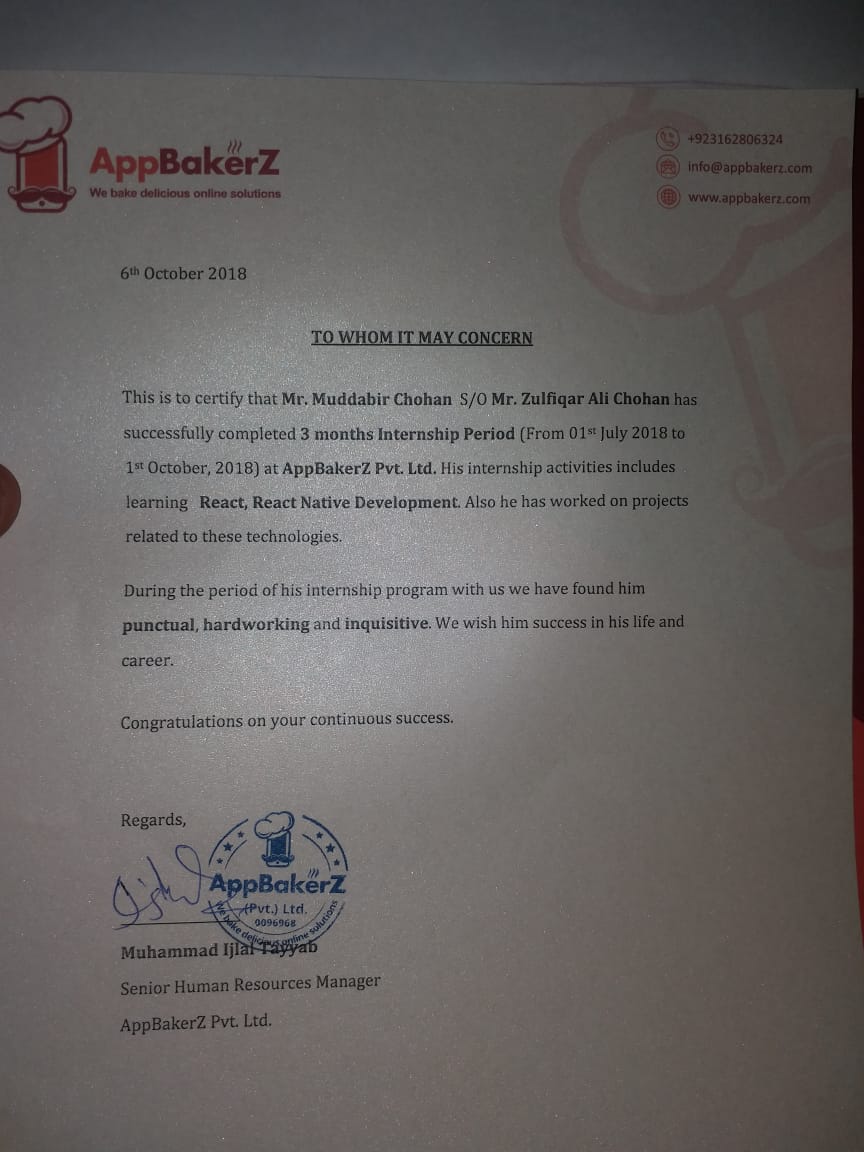 AppBakerZ
We bake delicious online solutions
+923162806324
info@appbakerz.com
www.appbakerz.com
6th October 2018
TO WHOM IT MAY CONCERN
This is to certify that Mr. Muddabir Chohan S/O Mr. Zulfiqar Ali Chohan has
successfully completed 3 months Internship Period (From 01st July 2018 to
1st October, 2018) at AppBakerZ Pvt. Ltd. His internship activities includes
learning React, React Native Development. Also he has worked on projects
related to these technologies.
During the period of his internship program with us we have found him
punctual, hardworking and inquisitive. We wish him success in his life and
career.
Congratulations on your continuous success.
Regards,
AppBakerZ
(Pvt.) Ltd.
0096968
We bake delicious online solutions
Muhammad Ijlal Tayyab
Senior Human Resources Manager
AppBakerZ Pvt. Ltd.